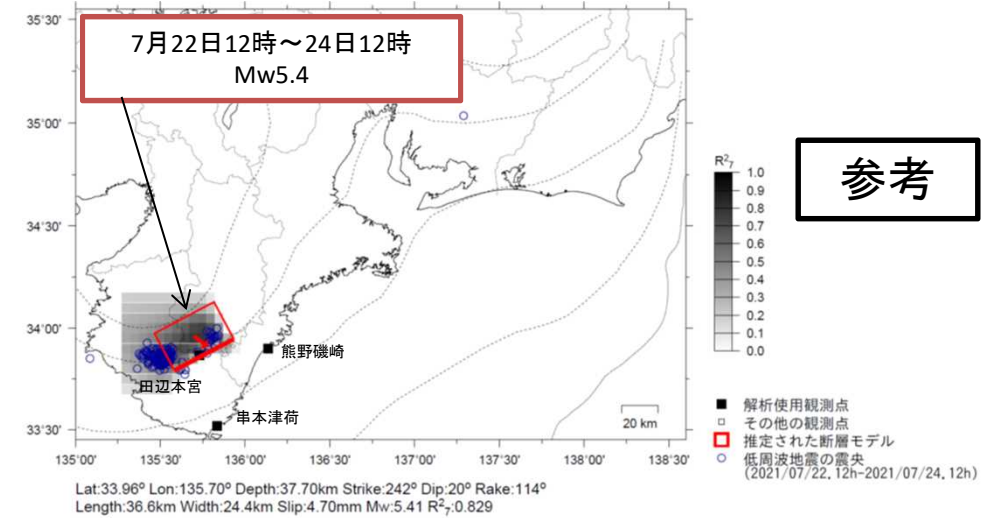 7月22日12時～24日12時
Mw5.4
参考
35°30'
35°00'
34°30'
34°00'
33°30'
135°00'
135°30'
136°00'
136°30'
137°00'
137°30'
138°00'
138°30'
熊野磯崎
田辺本宮
串本津荷
20 km
R²₇
1.0
0.9
0.8
0.7
0.6
0.5
0.4
0.3
0.2
0.1
0.0
解析使用観測点
その他の観測点
推定された断層モデル
低周波地震の震央
(2021/07/22,12h-2021/07/24,12h)
Lat:33.96° Lon:135.70° Depth:37.70km Strike:242° Dip:20° Rake:114°
Length:36.6km Width:24.4km Slip:4.70mm Mw:5.41 R²₇:0.829